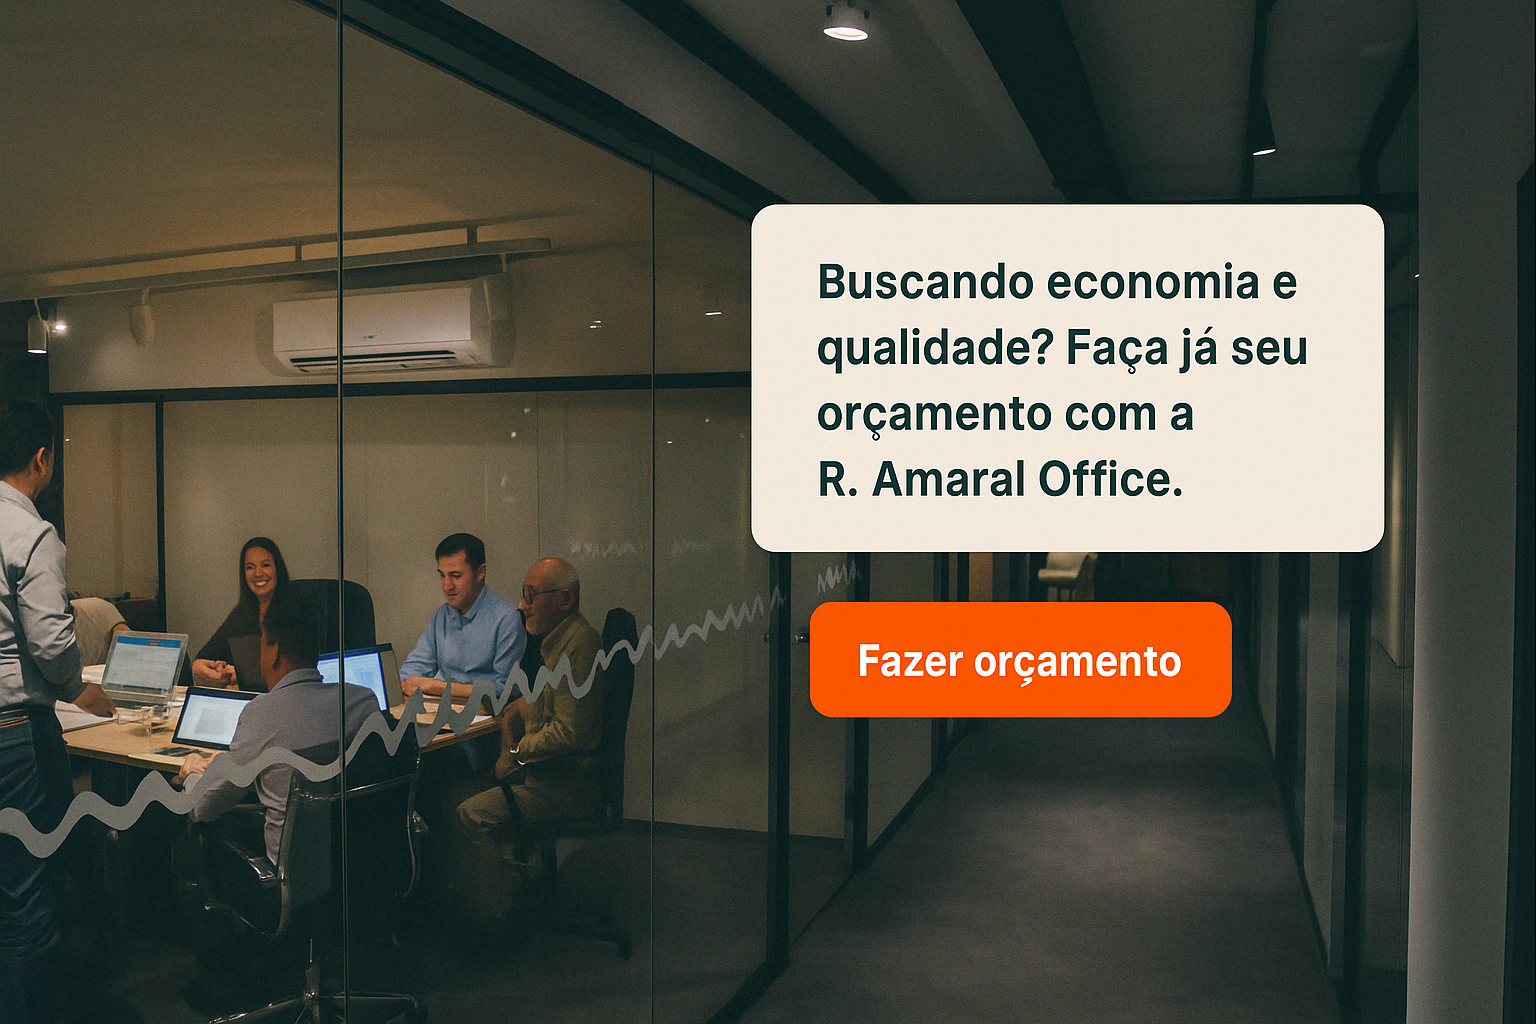 Buscando economia e
qualidade? Faça já seu
orçamento com a
R. Amaral Office.
Fazer orçamento